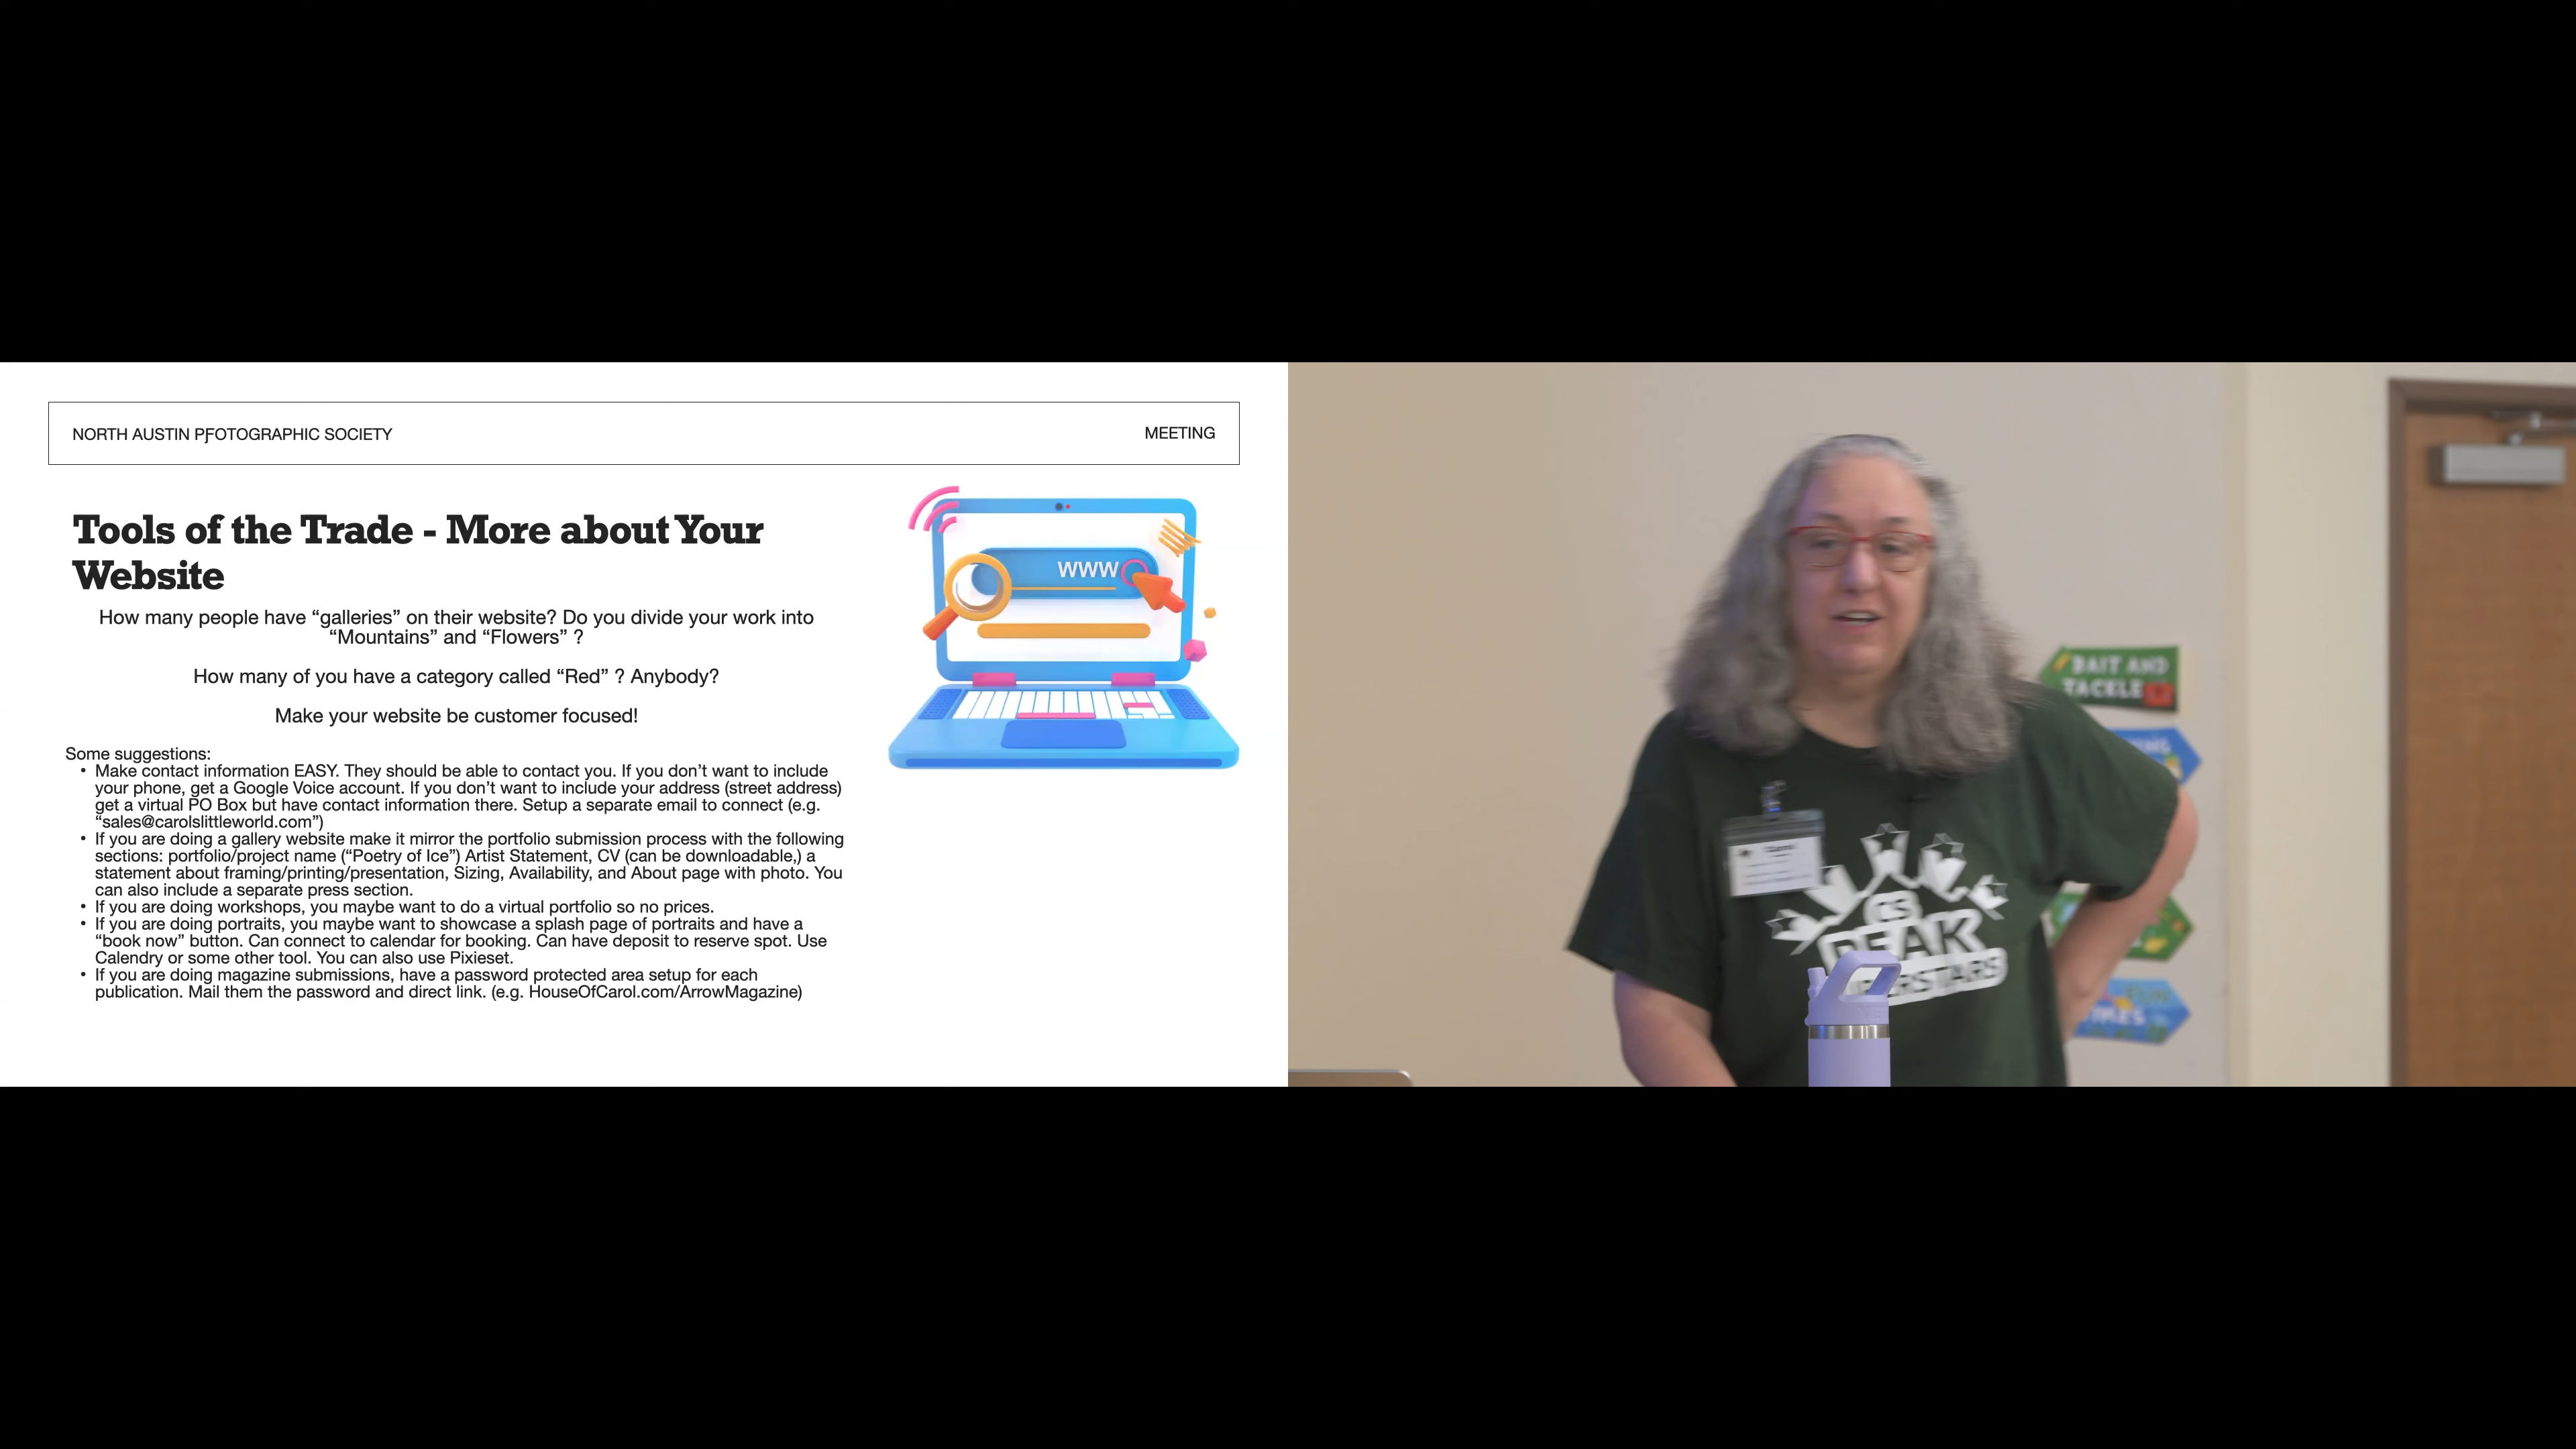 NORTH AUSTIN PƒOTOGRAPHIC SOCIETY
MEETING
Tools of the Trade - More about Your
Website
How many people have “galleries” on their website? Do you divide your work into
“Mountains” and “Flowers” ?
How many of you have a category called “Red” ? Anybody?
Make your website be customer focused!
Some suggestions:
• Make contact information EASY. They should be able to contact you. If you don’t want to include
your phone, get a Google Voice account. If you don’t want to include your address (street address)
get a virtual PO Box but have contact information there. Setup a separate email to connect (e.g.
“sales@carolslittleworld.com”)
• If you are doing a gallery website make it mirror the portfolio submission process with the following
sections: portfolio/project name (“Poetry of Ice”) Artist Statement, CV (can be downloadable,) a
statement about framing/printing/presentation, Sizing, Availability, and About page with photo. You
can also include a separate press section.
• If you are doing workshops, you maybe want to do a virtual portfolio so no prices.
• If you are doing portraits, you maybe want to showcase a splash page of portraits and have a
“book now” button. Can connect to calendar for booking. Can have deposit to reserve spot. Use
Calendry or some other tool. You can also use Pixieset.
• If you are doing magazine submissions, have a password protected area setup for each
publication. Mail them the password and direct link. (e.g. HouseOfCarol.com/ArrowMagazine)
WWW
BAIT AND
TACKLE
CS
PEAK